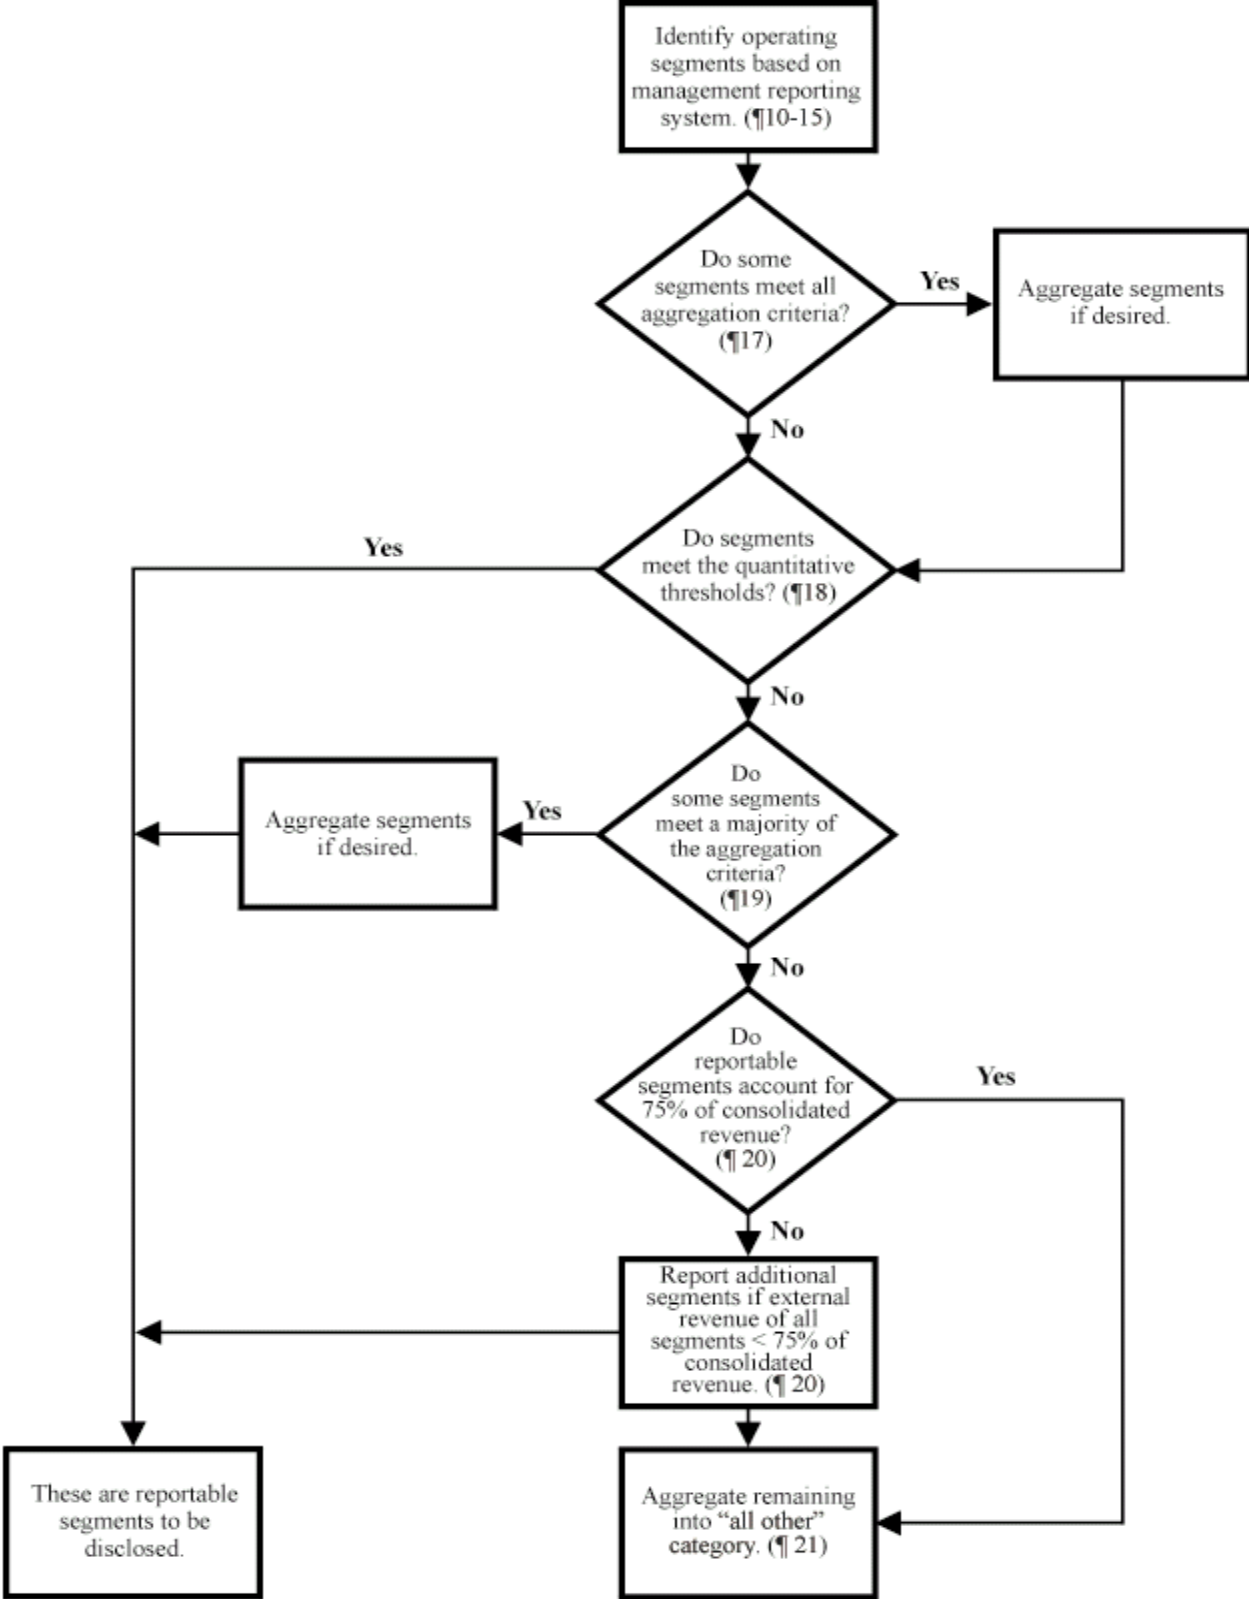 Identify operating
segments based on
management reporting
system. (¶10-15)
Do some
segments meet all
aggregation criteria?
(¶17)
Yes
Aggregate segments
if desired.
No
Do segments
meet the quantitative
thresholds? (¶18)
Yes
No
Do
some segments
meet a majority of
the aggregation
criteria?
(¶19)
Yes
Aggregate segments
if desired.
No
Do
reportable
segments account for
75% of consolidated
revenue?
(¶ 20)
Yes
No
Report additional
segments if external
revenue of all
segments < 75% of
consolidated
revenue. (¶ 20)
These are reportable
segments to be
disclosed.
Aggregate remaining
into “all other”
category. (¶ 21)